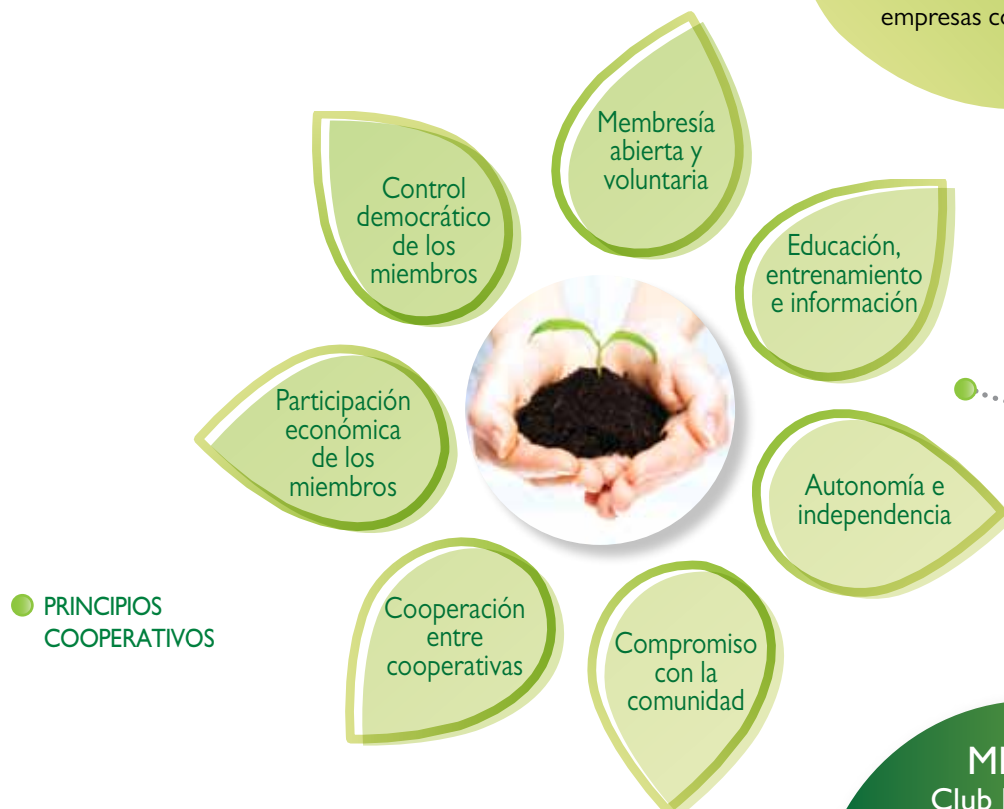 empresas
Membresía
abierta y
voluntaria
Control
democrático
de los
miembros
Educación,
entrenamiento
e información
Participación
económica
de los
miembros
Autonomía e
independencia
Cooperación
entre
cooperativas
Compromiso
con la
comunidad
PRINCIPIOS
COOPERATIVOS
Club